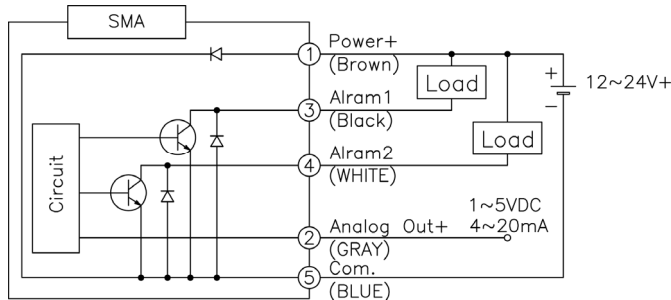 SMA
1 Power+
(Brown)
+ 12~24V+
−
Load
3 Alram1
(Black)
Load
4 Alram2
(WHITE)
Circuit
1~5VDC
2 Analog Out+ 4~20mA
(GRAY)
5 Com.
(BLUE)